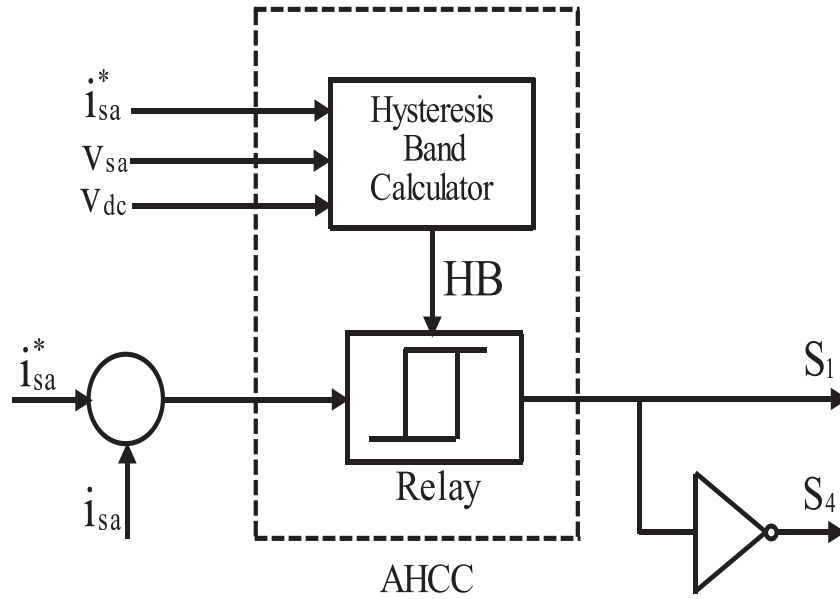 i*sa
vsa
vdc
Hysteresis
Band
Calculator
HB
i*sa
isa
Relay
S1
S4
AHCC